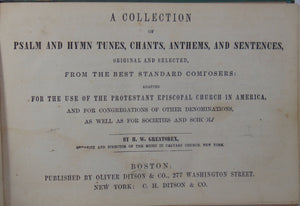 A COLLECTION
OF
PSALM AND HYMN TUNES, CHANTS, ANTHEMS, AND SENTENCES,
ORIGINAL AND SELECTED,
FROM THE BEST STANDARD COMPOSERS:
ADAPTED
FOR THE USE OF THE PROTESTANT EPISCOPAL CHURCH IN AMERICA,
AND FOR CONGREGATIONS OF OTHER DENOMINATIONS,
AS WELL AS FOR SOCIETIES AND
BY H. W. GREATOREX,
ORGANIST AND DIRECTOR OF THE MUSIC IN CALVARY CHURCH, NEW YORK.
BOSTON:
PUBLISHED BY OLIVER DITSON & CO., 277 WASHINGTON STREET.
NEW YORK: C. H. DITSON & CO.